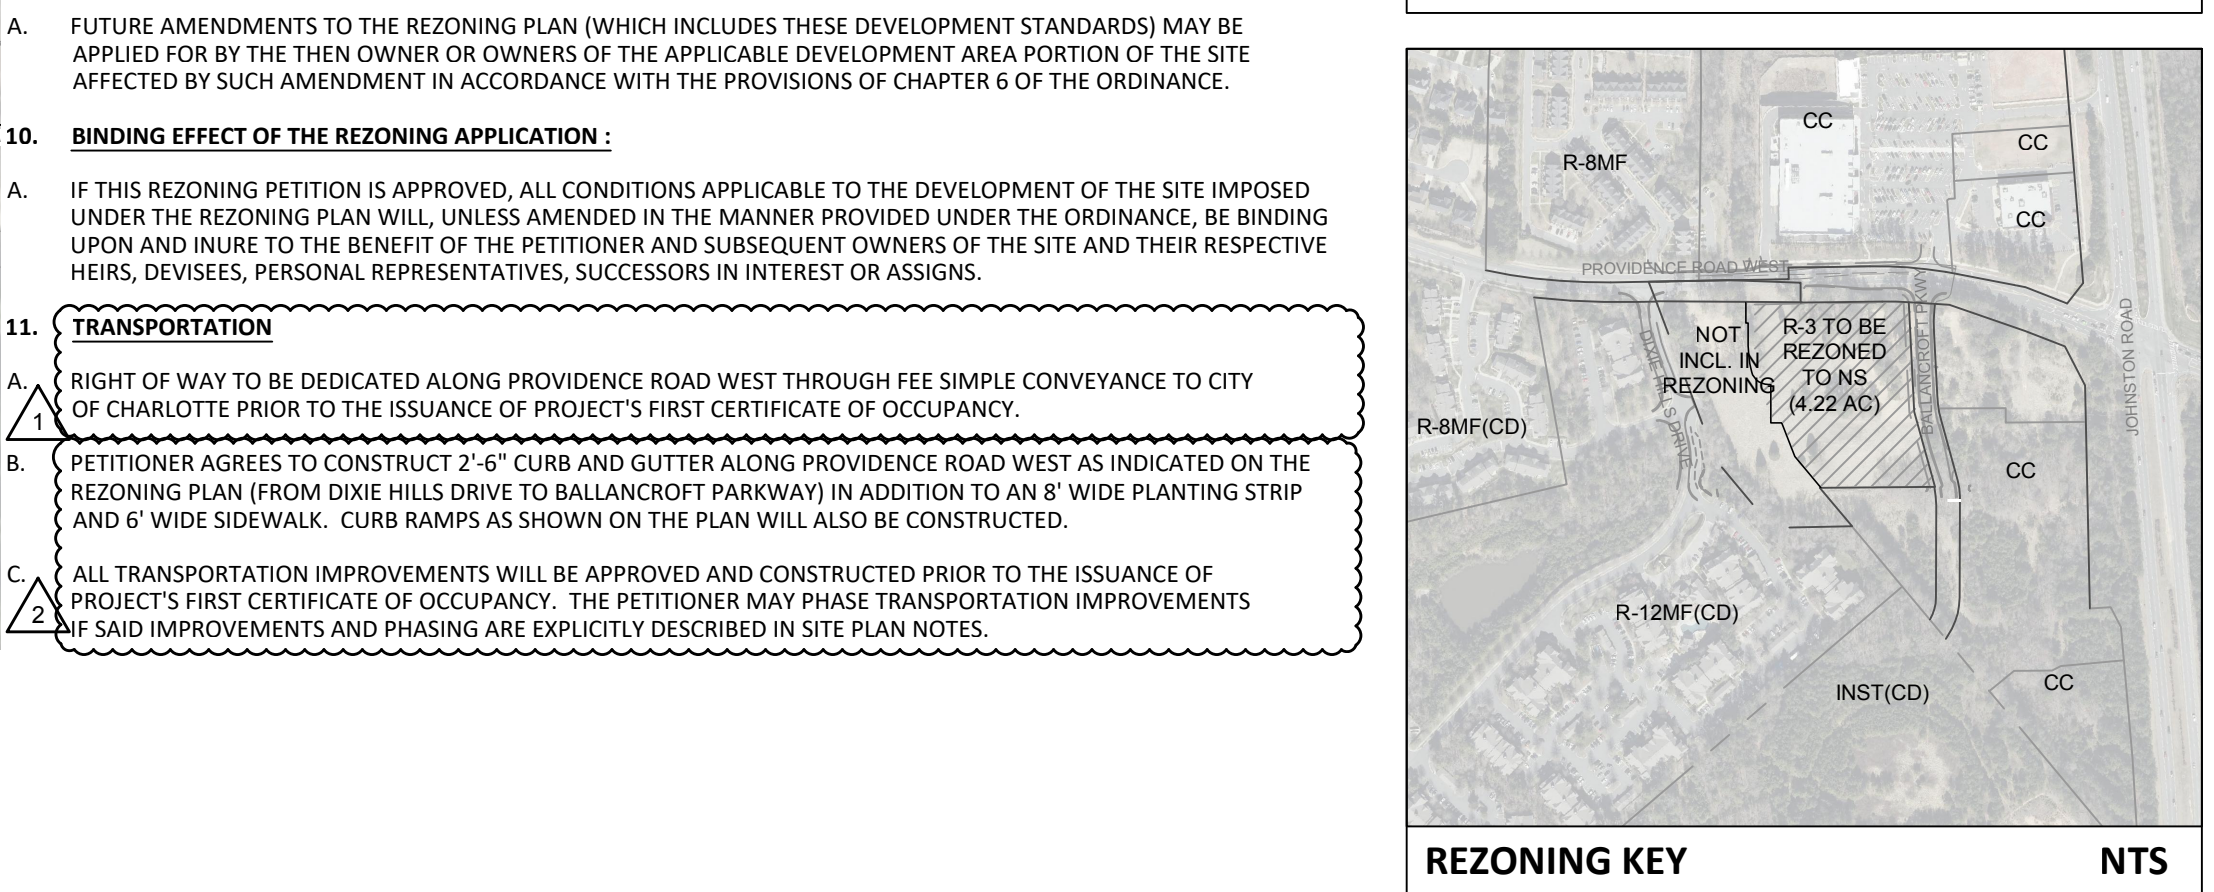 A. FUTURE AMENDMENTS TO THE REZONING PLAN (WHICH INCLUDES THESE DEVELOPMENT STANDARDS) MAY BE
APPLIED FOR BY THE THEN OWNER OR OWNERS OF THE APPLICABLE DEVELOPMENT AREA PORTION OF THE SITE
AFFECTED BY SUCH AMENDMENT IN ACCORDANCE WITH THE PROVISIONS OF CHAPTER 6 OF THE ORDINANCE.
10. BINDING EFFECT OF THE REZONING APPLICATION :
A. IF THIS REZONING PETITION IS APPROVED, ALL CONDITIONS APPLICABLE TO THE DEVELOPMENT OF THE SITE IMPOSED
UNDER THE REZONING PLAN WILL, UNLESS AMENDED IN THE MANNER PROVIDED UNDER THE ORDINANCE, BE BINDING
UPON AND INURE TO THE BENEFIT OF THE PETITIONER AND SUBSEQUENT OWNERS OF THE SITE AND THEIR RESPECTIVE
HEIRS, DEVISEES, PERSONAL REPRESENTATIVES, SUCCESSORS IN INTEREST OR ASSIGNS.
11. TRANSPORTATION
A. RIGHT OF WAY TO BE DEDICATED ALONG PROVIDENCE ROAD WEST THROUGH FEE SIMPLE CONVEYANCE TO CITY
OF CHARLOTTE PRIOR TO THE ISSUANCE OF PROJECT'S FIRST CERTIFICATE OF OCCUPANCY.
1
B. PETITIONER AGREES TO CONSTRUCT 2'-6" CURB AND GUTTER ALONG PROVIDENCE ROAD WEST AS INDICATED ON THE
REZONING PLAN (FROM DIXIE HILLS DRIVE TO BALLANCROFT PARKWAY) IN ADDITION TO AN 8' WIDE PLANTING STRIP
AND 6' WIDE SIDEWALK. CURB RAMPS AS SHOWN ON THE PLAN WILL ALSO BE CONSTRUCTED.
C. ALL TRANSPORTATION IMPROVEMENTS WILL BE APPROVED AND CONSTRUCTED PRIOR TO THE ISSUANCE OF
PROJECT'S FIRST CERTIFICATE OF OCCUPANCY. THE PETITIONER MAY PHASE TRANSPORTATION IMPROVEMENTS
2
IF SAID IMPROVEMENTS AND PHASING ARE EXPLICITLY DESCRIBED IN SITE PLAN NOTES.
CC
CC
R-8MF
CC
PROVIDENCE ROAD WEST
BALLANCROFT PKWY
JOHNSTON ROAD
DIXIE HILLS DRIVE
NOT
INCL. IN
REZONING
R-3 TO BE
REZONED
TO NS
(4.22 AC)
R-8MF(CD)
CC
R-12MF(CD)
INST(CD)
CC
REZONING KEY NTS